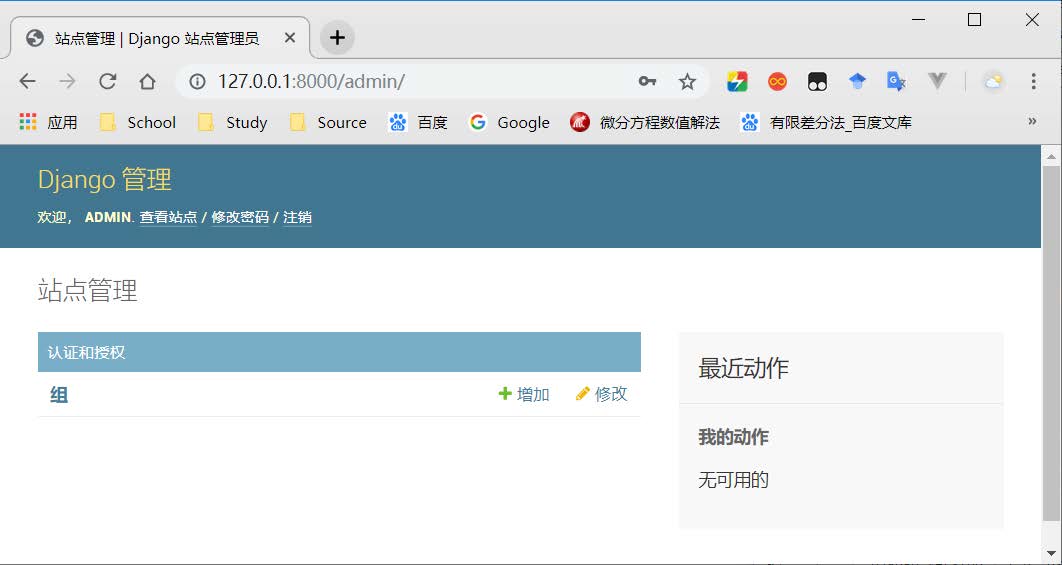 站点管理 | Django 站点管理员
127.0.0.1:8000/admin/
应用 School Study Source 百度 Google 微分方程数值解法 有限差分法_百度文库 »
Django 管理
欢迎， ADMIN. 查看站点 / 修改密码 / 注销
站点管理
认证和授权
组 增加 修改
最近动作
我的动作
无可用的